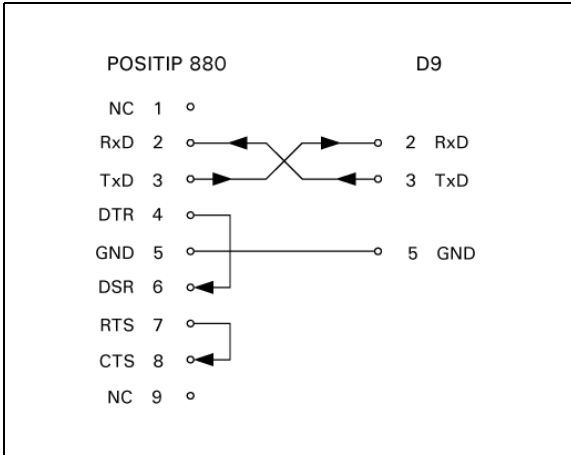 POSITIP 880 D9
NC 1
RxD 2 2 RxD
TxD 3 3 TxD
DTR 4
GND 5 5 GND
DSR 6
RTS 7
CTS 8
NC 9